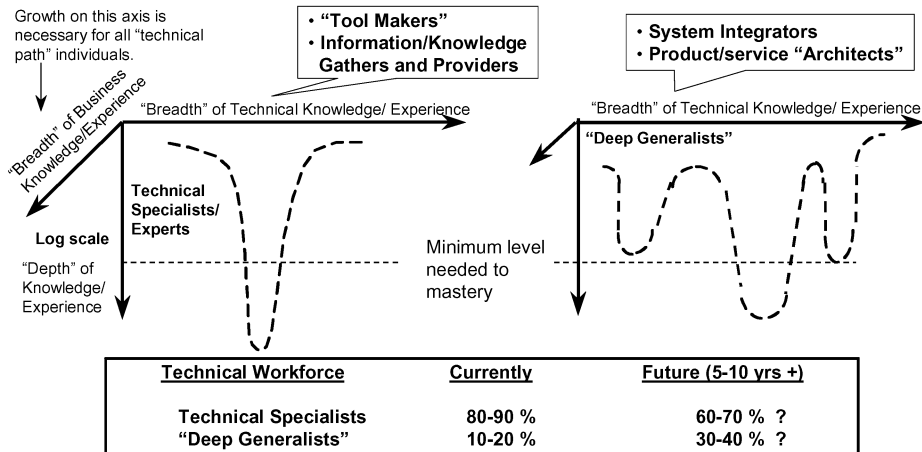 Growth on this axis is
necessary for all “technical
path” individuals.
• “Tool Makers”
• Information/Knowledge
Gathers and Providers
• System Integrators
• Product/service “Architects”
“Breadth” of Business
Knowledge/Experience
“Breadth” of Technical Knowledge/ Experience
“Breadth” of Technical Knowledge/ Experience
“Deep Generalists”
Technical
Specialists/
Experts
Log scale
“Depth” of
Knowledge/
Experience
Minimum level
needed to
mastery
Technical Workforce Currently Future (5-10 yrs +)
Technical Specialists 80-90 % 60-70 % ?
“Deep Generalists” 10-20 % 30-40 % ?